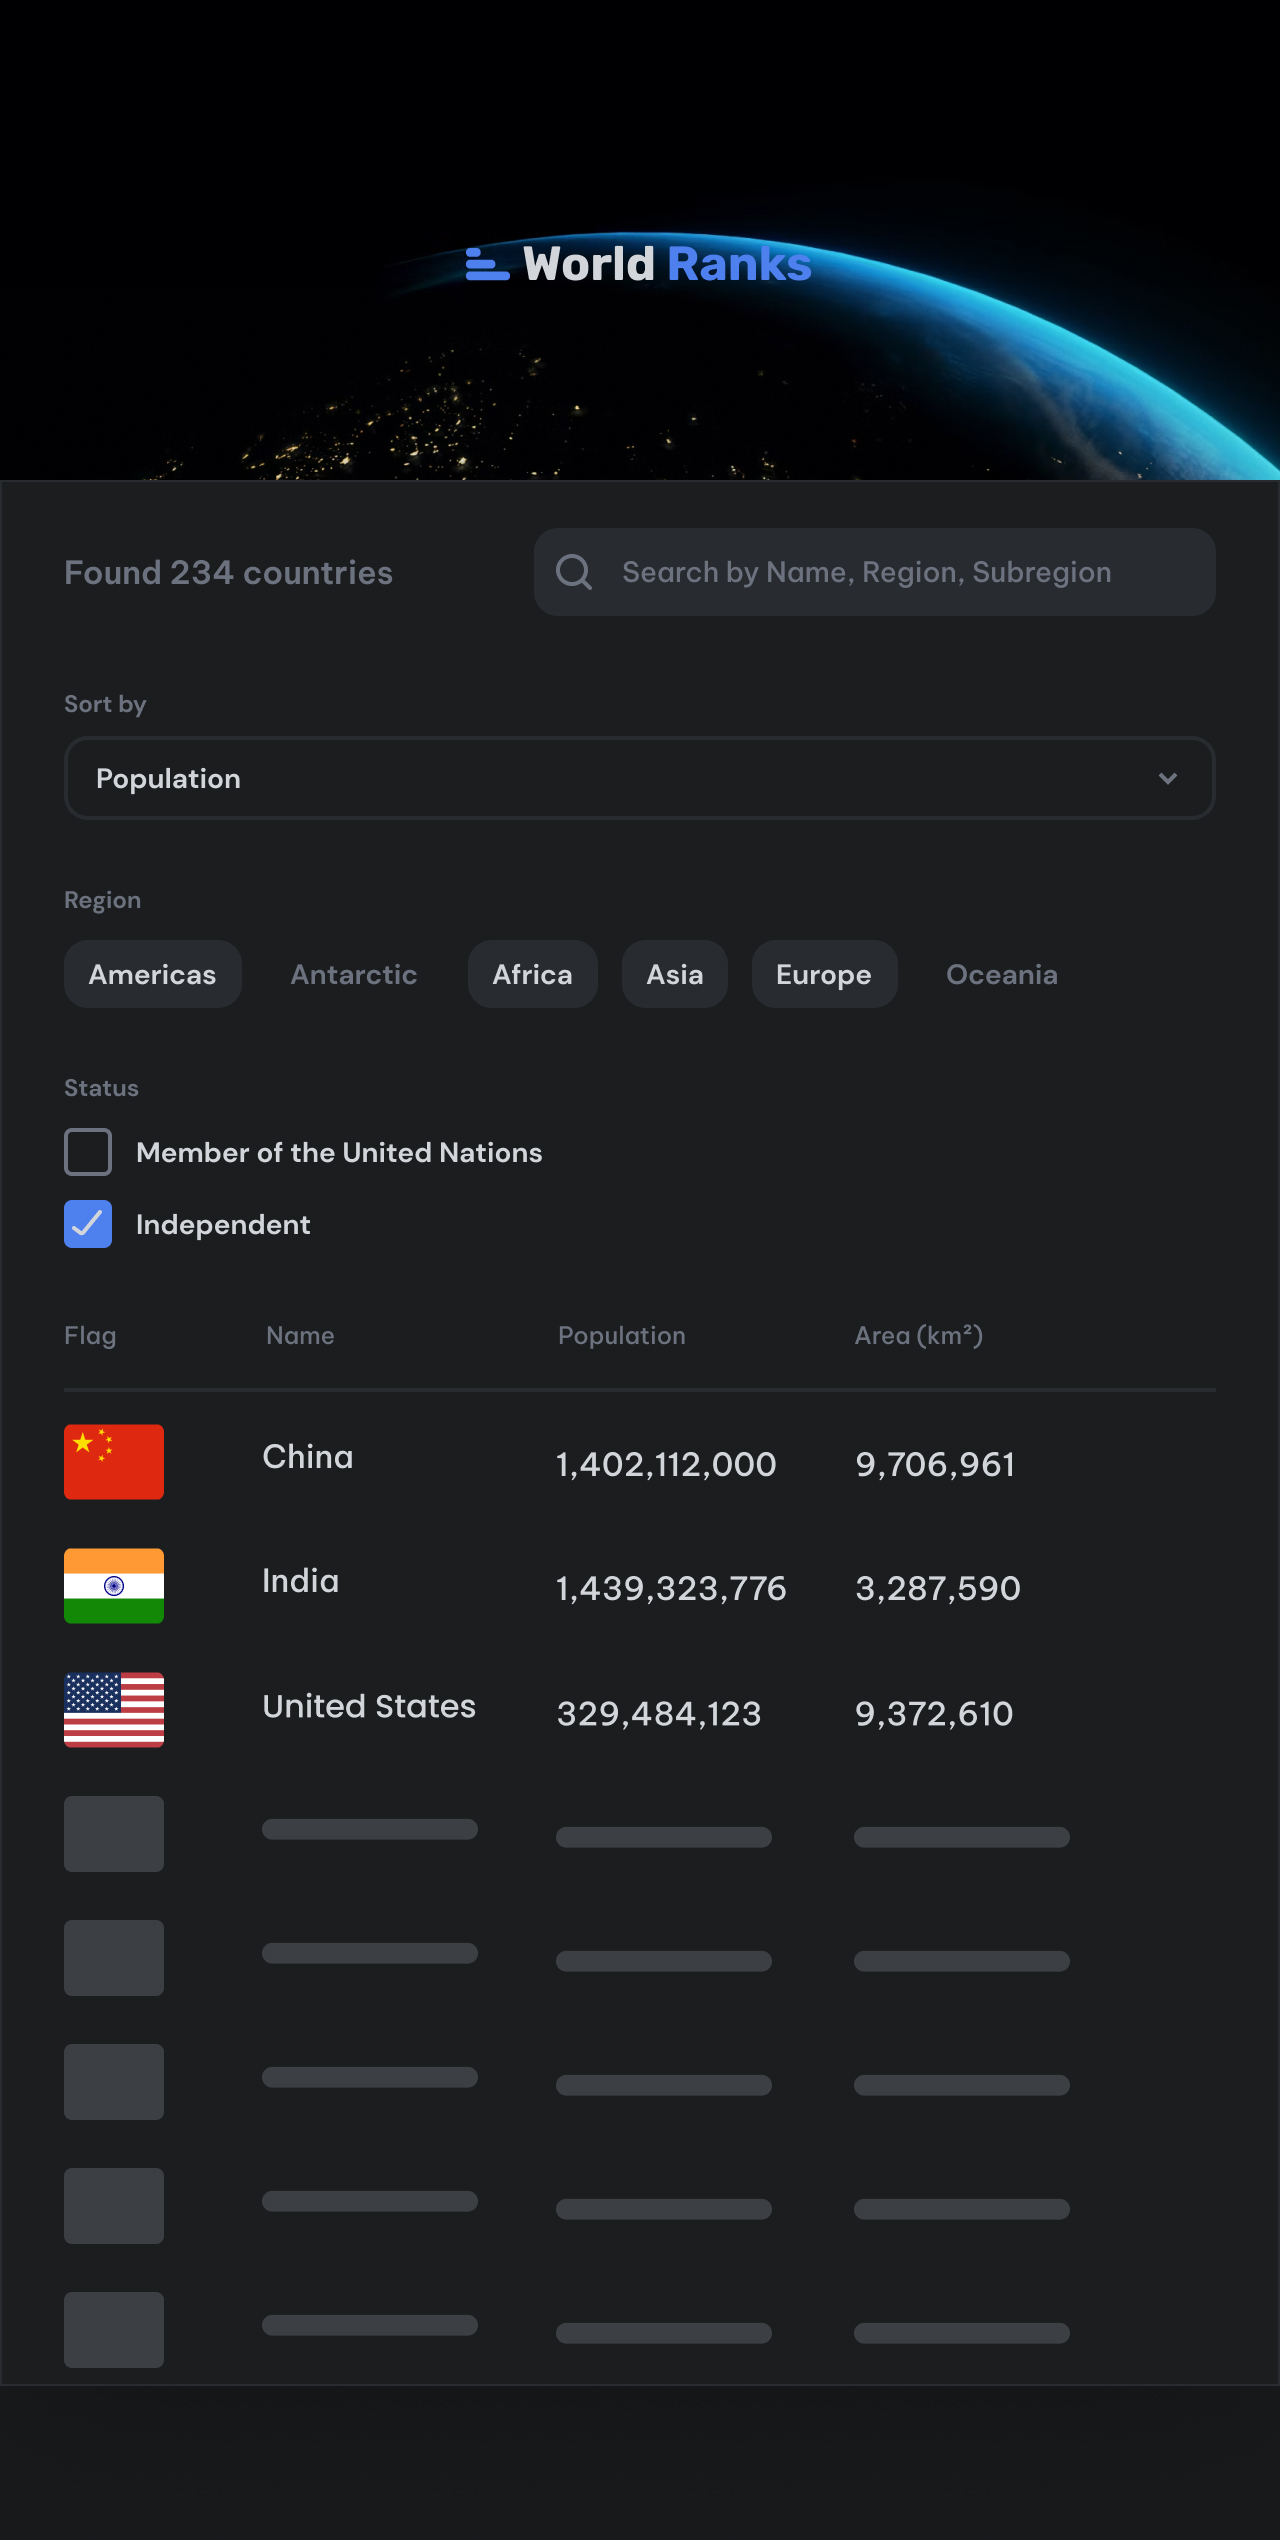 World Ranks
Found 234 countries
Search by Name, Region, Subregion
Sort by
Population
Region
Americas Antarctic Africa Asia Europe Oceania
Status
Member of the United Nations
Independent
Flag Name Population Area (km²)
China 1,402,112,000 9,706,961
India 1,439,323,776 3,287,590
United States 329,484,123 9,372,610